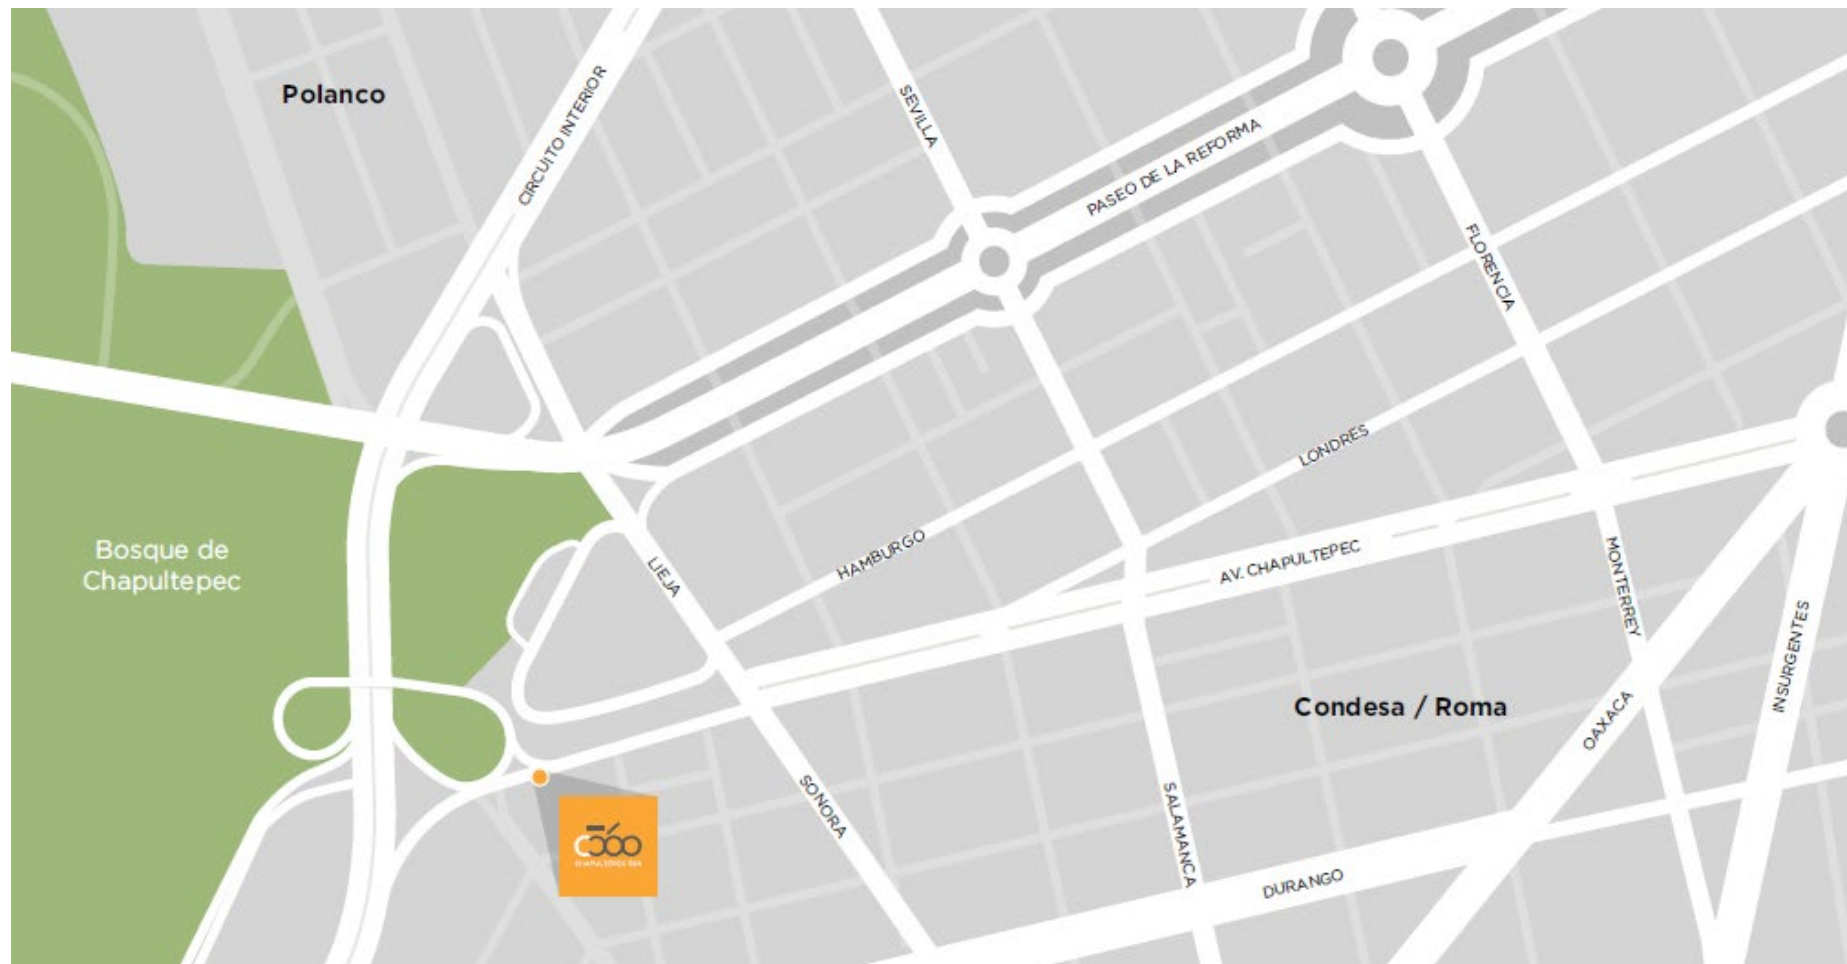 Polanco
CIRCUITO INTERIOR
SEVILLA
PASEO DE LA REFORMA
FLORENCIA
LONDRES
HAMBURGO
Bosque de
Chapultepec
LIEJA
AV. CHAPULTEPEC
MONTERREY
INSURGENTES
OAXACA
Condesa / Roma
SONORA
SALAMANCA
DURANGO
c560